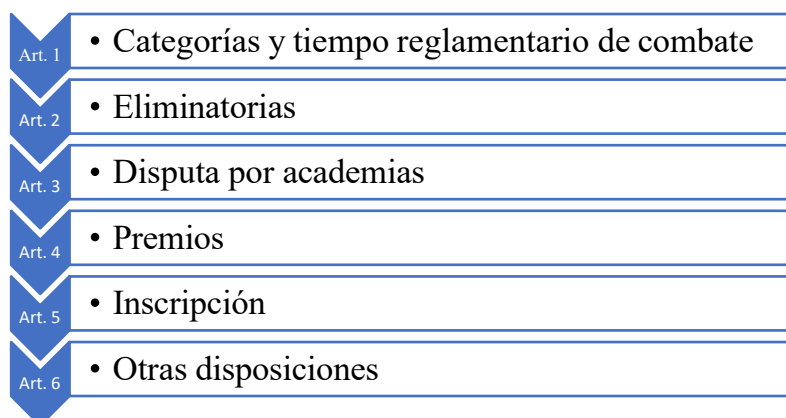 Art. 1 • Categorías y tiempo reglamentario de combate
Art. 2 • Eliminatorias
Art. 3 • Disputa por academias
Art. 4 • Premios
Art. 5 • Inscripción
Art. 6 • Otras disposiciones